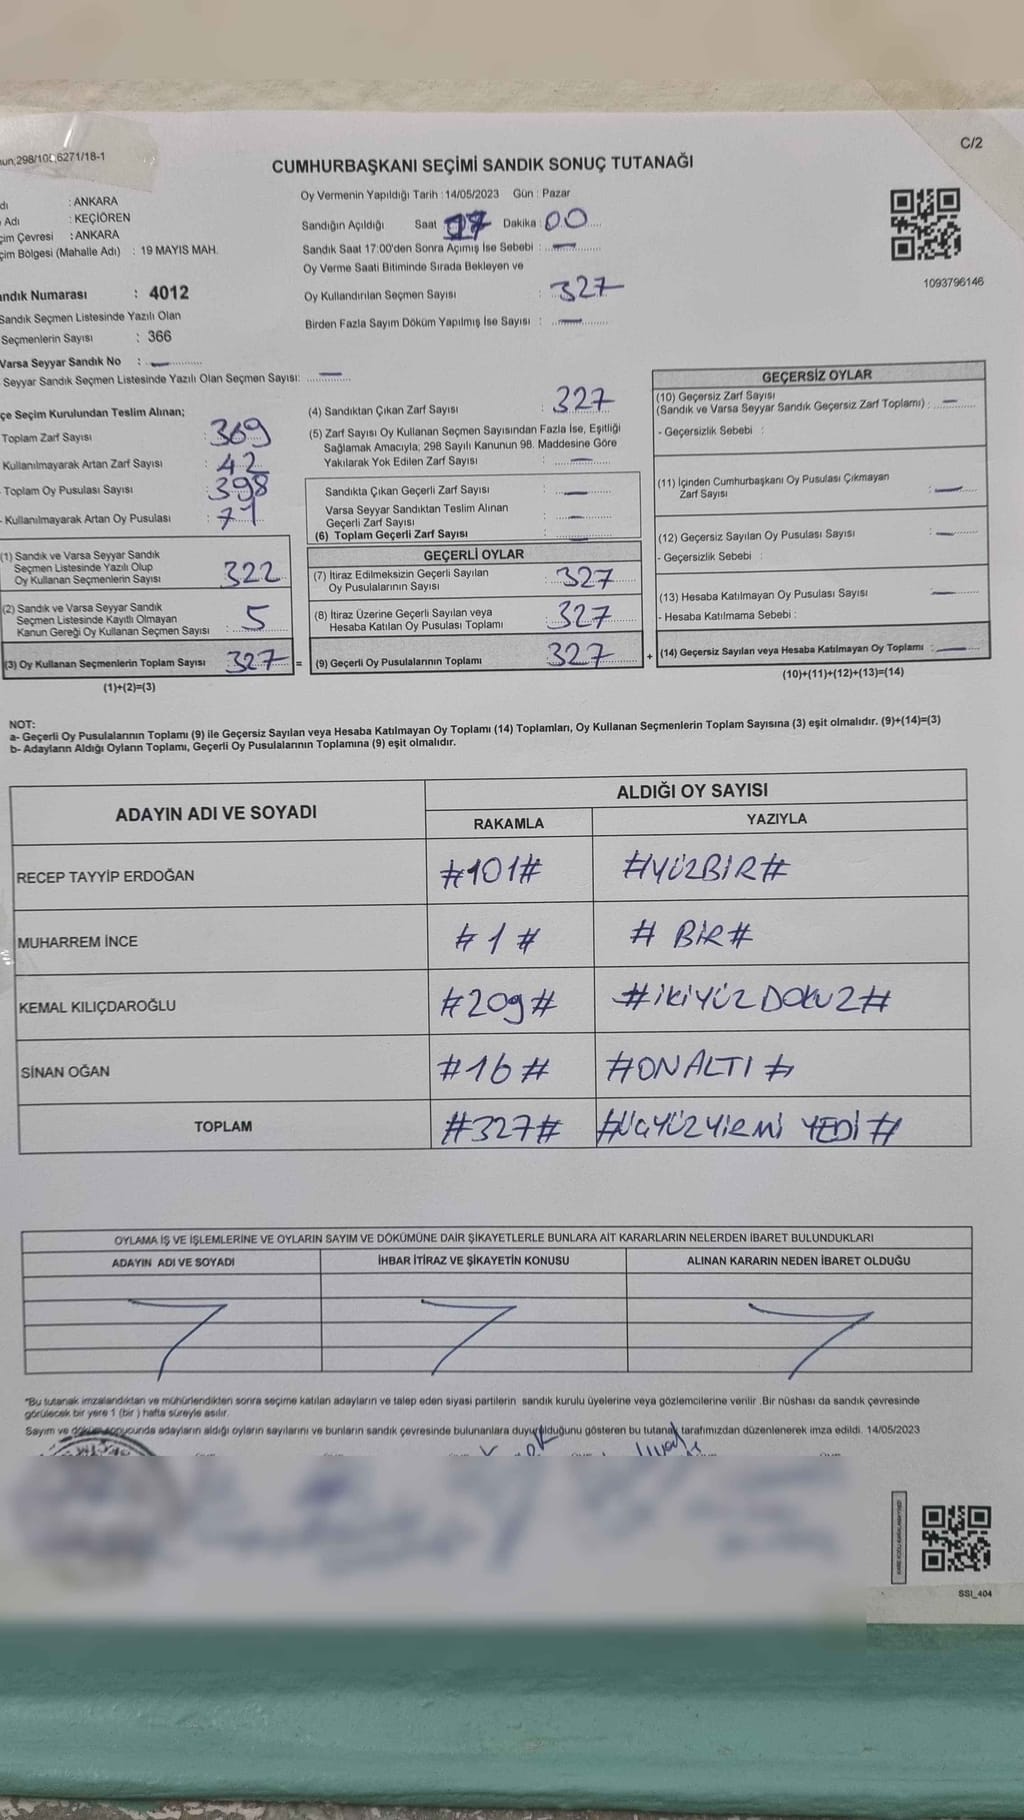 298/10 6271/18-1
C/2
CUMHURBAŞKANI SEÇİMİ SANDIK SONUÇ TUTANAĞI
: ANKARA
Adı : KEÇİÖREN
çim Çevresi : ANKARA
çim Bölgesi (Mahalle Adı) : 19 MAYIS MAH.
ndık Numarası : 4012
Sandık Seçmen Listesinde Yazılı Olan
Seçmenlerin Sayısı : 366
Varsa Seyyar Sandık No : —
Seyyar Sandık Seçmen Listesinde Yazılı Olan Seçmen Sayısı: —
Oy Vermenin Yapıldığı Tarih : 14/05/2023 Gün : Pazar
Sandığın Açıldığı Saat 17 Dakika : 00
Sandık Saat 17:00'den Sonra Açımış İse Sebebi : —
Oy Verme Saati Bitiminde Sırada Bekleyen ve
Oy Kullandırılan Seçmen Sayısı : 327
Birden Fazla Sayım Döküm Yapılmış İse Sayısı : —
1093796146
çe Seçim Kurulundan Teslim Alınan;
Toplam Zarf Sayısı : 369
Kullanılmayarak Artan Zarf Sayısı : 42
Toplam Oy Pusulası Sayısı : 398
Kullanılmayarak Artan Oy Pusulası : 71
(1) Sandık ve Varsa Seyyar Sandık
Seçmen Listesinde Yazılı Olup
Oy Kullanan Seçmenlerin Sayısı 322
(2) Sandık ve Varsa Seyyar Sandık
Seçmen Listesinde Kayıtlı Olmayan
Kanun Gereği Oy Kullanan Seçmen Sayısı : 5
(3) Oy Kullanan Seçmenlerin Toplam Sayısı 327 =
(1)+(2)=(3)
(4) Sandıktan Çıkan Zarf Sayısı : 327
(5) Zarf Sayısı Oy Kullanan Seçmen Sayısından Fazla İse, Eşitliği
Sağlamak Amacıyla; 298 Sayılı Kanunun 98. Maddesine Göre
Yakılarak Yok Edilen Zarf Sayısı : —
Sandıkta Çıkan Geçerli Zarf Sayısı : —
Varsa Seyyar Sandıktan Teslim Alınan
Geçerli Zarf Sayısı : —
(6) Toplam Geçerli Zarf Sayısı : —
GEÇERLİ OYLAR
(7) İtiraz Edilmeksizin Geçerli Sayılan
Oy Pusulalarının Sayısı : 327
(8) İtiraz Üzerine Geçerli Sayılan veya
Hesaba Katılan Oy Pusulası Toplamı : 327
(9) Geçerli Oy Pusulalarının Toplamı 327 +
GEÇERSİZ OYLAR
(10) Geçersiz Zarf Sayısı
(Sandık ve Varsa Seyyar Sandık Geçersiz Zarf Toplamı) : —
- Geçersizlik Sebebi :
(11) İçinden Cumhurbaşkanı Oy Pusulası Çıkmayan
Zarf Sayısı : —
(12) Geçersiz Sayılan Oy Pusulası Sayısı : —
- Geçersizlik Sebebi :
(13) Hesaba Katılmayan Oy Pusulası Sayısı : —
- Hesaba Katılmama Sebebi :
(14) Geçersiz Sayılan veya Hesaba Katılmayan Oy Toplamı : —
(10)+(11)+(12)+(13)=(14)
NOT:
a- Geçerli Oy Pusulalarının Toplamı (9) ile Geçersiz Sayılan veya Hesaba Katılmayan Oy Toplamı (14) Toplamları, Oy Kullanan Seçmenlerin Toplam Sayısına (3) eşit olmalıdır. (9)+(14)=(3)
b- Adayların Aldığı Oyların Toplamı, Geçerli Oy Pusulalarının Toplamına (9) eşit olmalıdır.
ADAYIN ADI VE SOYADI
ALDIĞI OY SAYISI
RAKAMLA YAZIYLA
RECEP TAYYİP ERDOĞAN #101# #YÜZBİR#
MUHARREM İNCE #1# #BİR#
KEMAL KILIÇDAROĞLU #209# #İKİYÜZ DOKUZ#
SİNAN OĞAN #16# #ONALTI#
TOPLAM #327# #ÜÇYÜZYİRMİ YEDİ#
OYLAMA İŞ VE İŞLEMLERİNE VE OYLARIN SAYIM VE DÖKÜMÜNE DAİR ŞİKAYETLERLE BUNLARA AİT KARARLARIN NELERDEN İBARET BULUNDUKLARI
ADAYIN ADI VE SOYADI İHBAR İTİRAZ VE ŞİKAYETİN KONUSU ALINAN KARARIN NEDEN İBARET OLDUĞU
*Bu tutanak imzalandıktan ve mühürlendikten sonra seçime katılan adayların ve talep eden siyasi partilerin sandık kurulu üyelerine veya gözlemcilerine verilir .Bir nüshası da sandık çevresinde
görülecek bir yere 1 (bir ) hafta süreyle asılır.
Sayım ve döküm sonucunda adayların aldığı oyların sayılarını ve bunların sandık çevresinde bulunanlara duyurulduğunu gösteren bu tutanak tarafımızdan düzenlenerek imza edildi. 14/05/2023
SSI_404